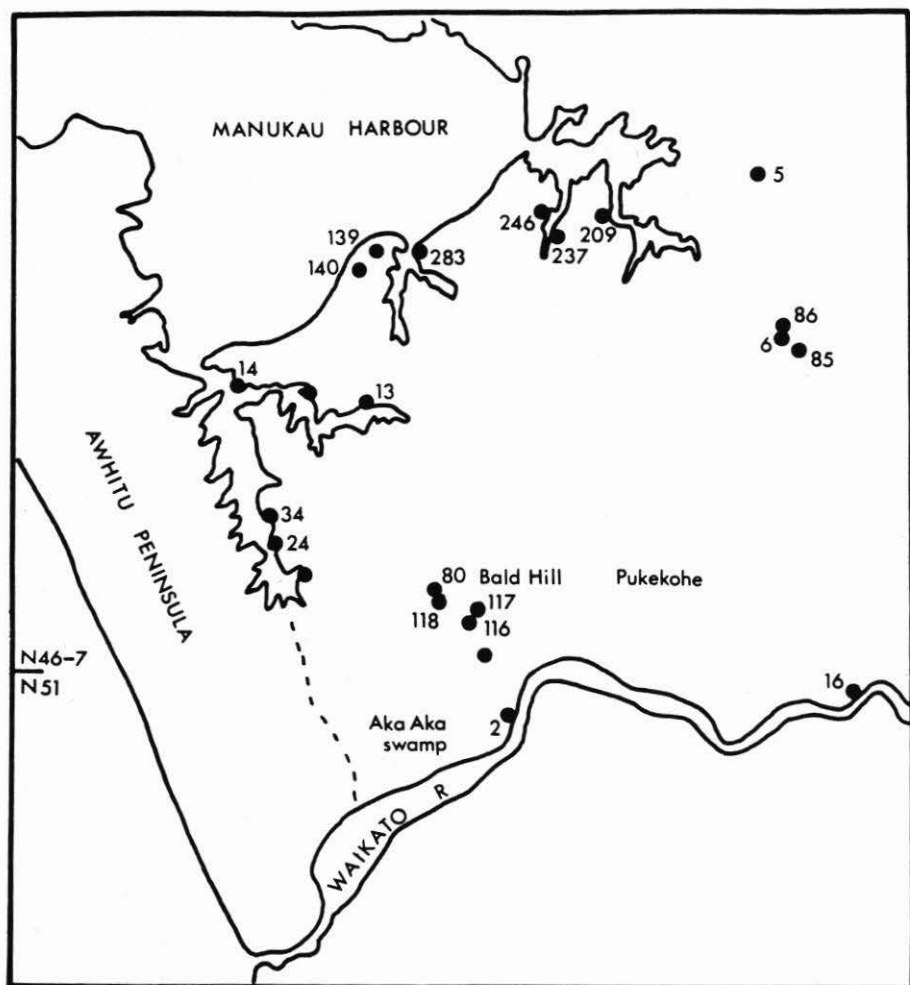 MANUKAU HARBOUR
5
246
209
237
139
283
140
86
6
85
14
13
AWHITU PENINSULA
34
24
80
Bald Hill
Pukekohe
117
118
116
N46-7
N51
16
2
Aka Aka
swamp
WAIKATO R